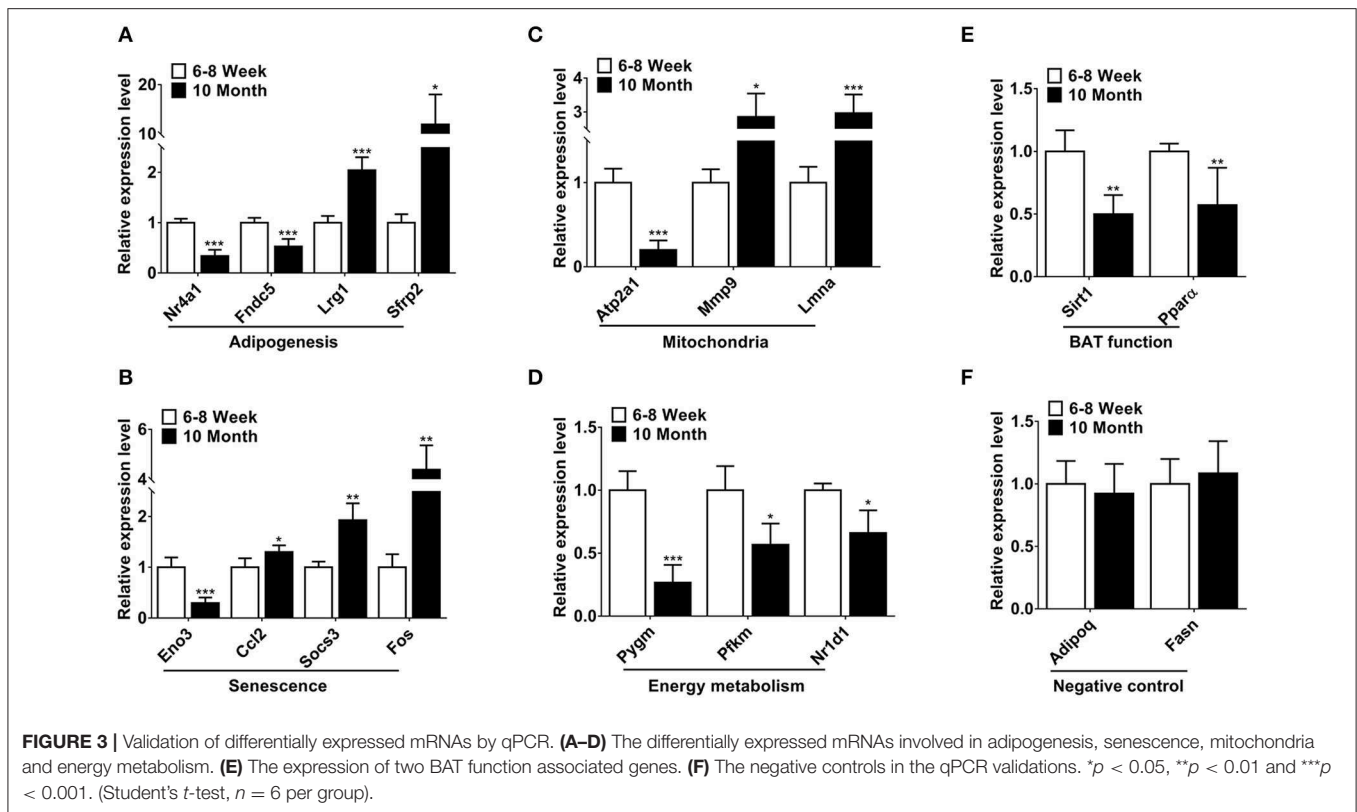 A
Relative expression level
20
10
2
1
0
6-8 Week
10 Month
***
***
***
*
Nr4a1
Fndc5
Lrg1
Sfrp2
Adipogenesis
C
Relative expression level
4
3
1
0
6-8 Week
10 Month
***
*
***
Atp2a1
Mmp9
Lmna
Mitochondria
E
Relative expression level
1.5
1.0
0.5
0.0
6-8 Week
10 Month
**
**
Sirt1
Pparα
BAT function
B
Relative expression level
6
4
2
1
0
6-8 Week
10 Month
***
*
**
**
Eno3
Ccl2
Socs3
Fos
Senescence
D
Relative expression level
1.5
1.0
0.5
0.0
6-8 Week
10 Month
***
*
*
Pygm
Pfkm
Nr1d1
Energy metabolism
F
Relative expression level
1.5
1.0
0.5
0.0
6-8 Week
10 Month
Adipoq
Fasn
Negative control
FIGURE 3 | Validation of differentially expressed mRNAs by qPCR. (A–D) The differentially expressed mRNAs involved in adipogenesis, senescence, mitochondria
and energy metabolism. (E) The expression of two BAT function associated genes. (F) The negative controls in the qPCR validations. *p < 0.05, **p < 0.01 and ***p
< 0.001. (Student's t-test, n = 6 per group).